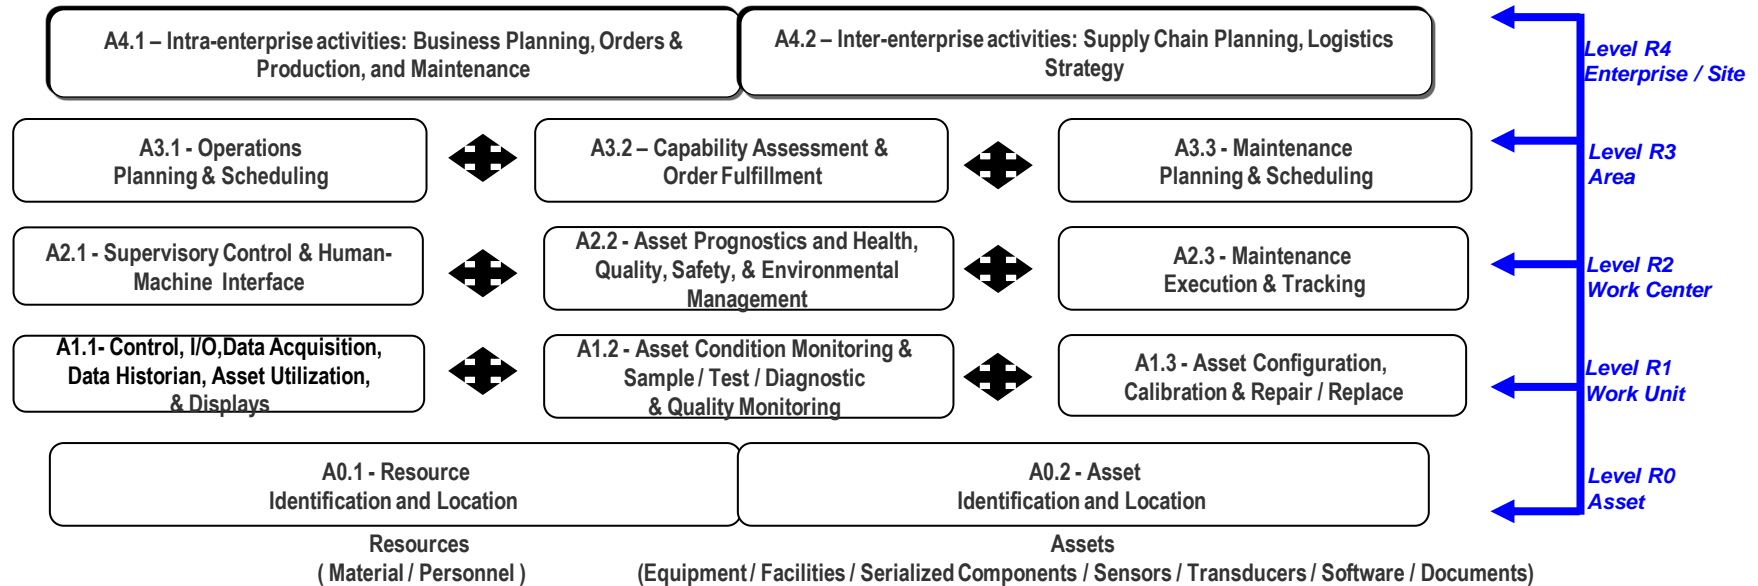 A4.1 – Intra-enterprise activities: Business Planning, Orders &
Production, and Maintenance
A4.2 – Inter-enterprise activities: Supply Chain Planning, Logistics
Strategy
Level R4
Enterprise / Site
A3.1 - Operations
Planning & Scheduling
A3.2 – Capability Assessment &
Order Fulfillment
A3.3 - Maintenance
Planning & Scheduling
Level R3
Area
A2.1 - Supervisory Control & Human-
Machine Interface
A2.2 - Asset Prognostics and Health,
Quality, Safety, & Environmental
Management
A2.3 - Maintenance
Execution & Tracking
Level R2
Work Center
A1.1- Control, I/O,Data Acquisition,
Data Historian, Asset Utilization,
& Displays
A1.2 - Asset Condition Monitoring &
Sample / Test / Diagnostic
& Quality Monitoring
A1.3 - Asset Configuration,
Calibration & Repair / Replace
Level R1
Work Unit
A0.1 - Resource
Identification and Location
A0.2 - Asset
Identification and Location
Level R0
Asset
Resources
( Material / Personnel )
Assets
(Equipment / Facilities / Serialized Components / Sensors / Transducers / Software / Documents)